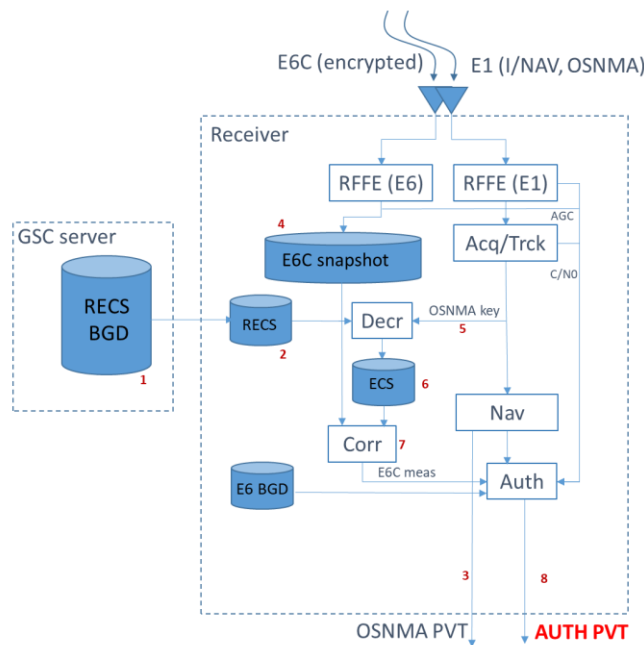 E6C (encrypted)
E1 (I/NAV, OSNMA)
Receiver
RFFE (E6)
RFFE (E1)
AGC
4
Acq/Trck
GSC server
E6C snapshot
C/N0
RECS
BGD
1
RECS
2
Decr
OSNMA key
5
ECS
6
Nav
Corr
7
E6C meas
E6 BGD
Auth
3
8
OSNMA PVT
AUTH PVT